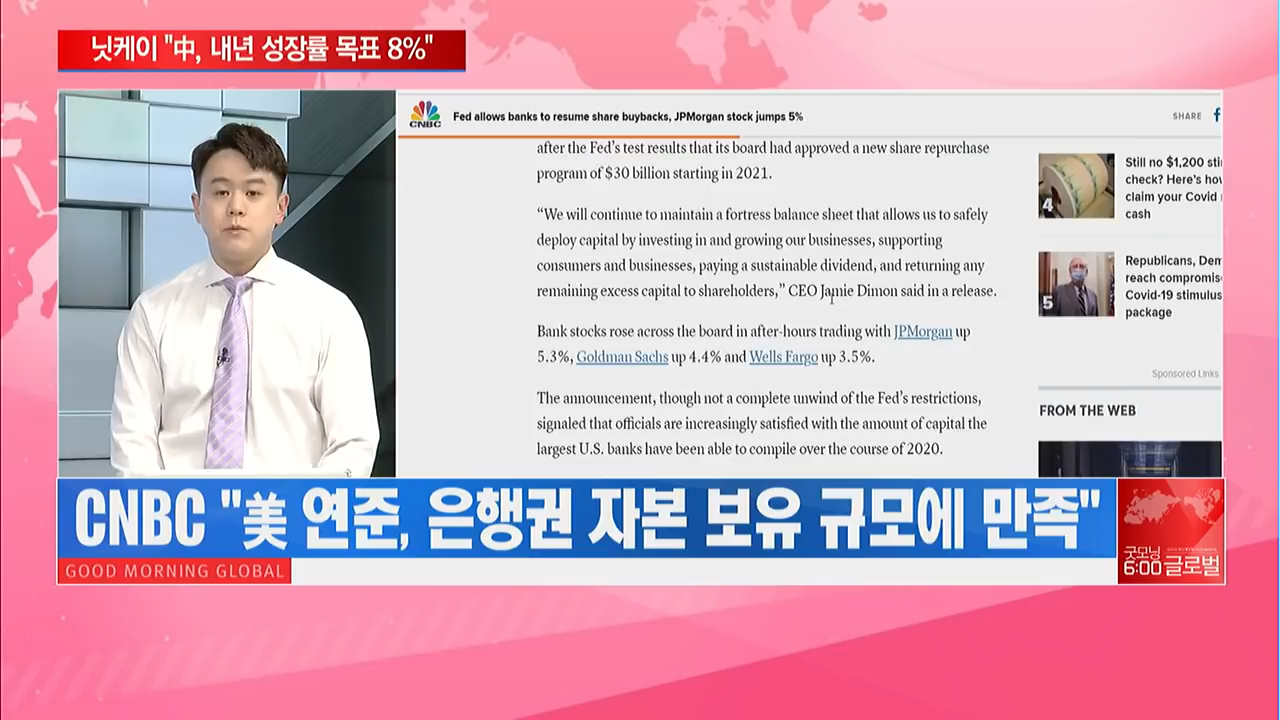 닛케이 "中, 내년 성장률 목표 8%"
CNBC
Fed allows banks to resume share buybacks, JPMorgan stock jumps 5%
SHARE
after the Fed's test results that its board had approved a new share repurchase
program of $30 billion starting in 2021.
“We will continue to maintain a fortress balance sheet that allows us to safely
deploy capital by investing in and growing our businesses, supporting
consumers and businesses, paying a sustainable dividend, and returning any
remaining excess capital to shareholders,” CEO Jamie Dimon said in a release.
Bank stocks rose across the board in after-hours trading with JPMorgan up
5.3%, Goldman Sachs up 4.4% and Wells Fargo up 3.5%.
The announcement, though not a complete unwind of the Fed's restrictions,
signaled that officials are increasingly satisfied with the amount of capital the
largest U.S. banks have been able to compile over the course of 2020.
4
Still no $1,200 sti
check? Here's how
claim your Covid
cash
5
Republicans, Dem
reach compromis
Covid-19 stimulus
package
Sponsored Links
FROM THE WEB
CNBC "美 연준, 은행권 자본 보유 규모에 만족"
GOOD MORNING GLOBAL
굿모닝
6:00 글로벌